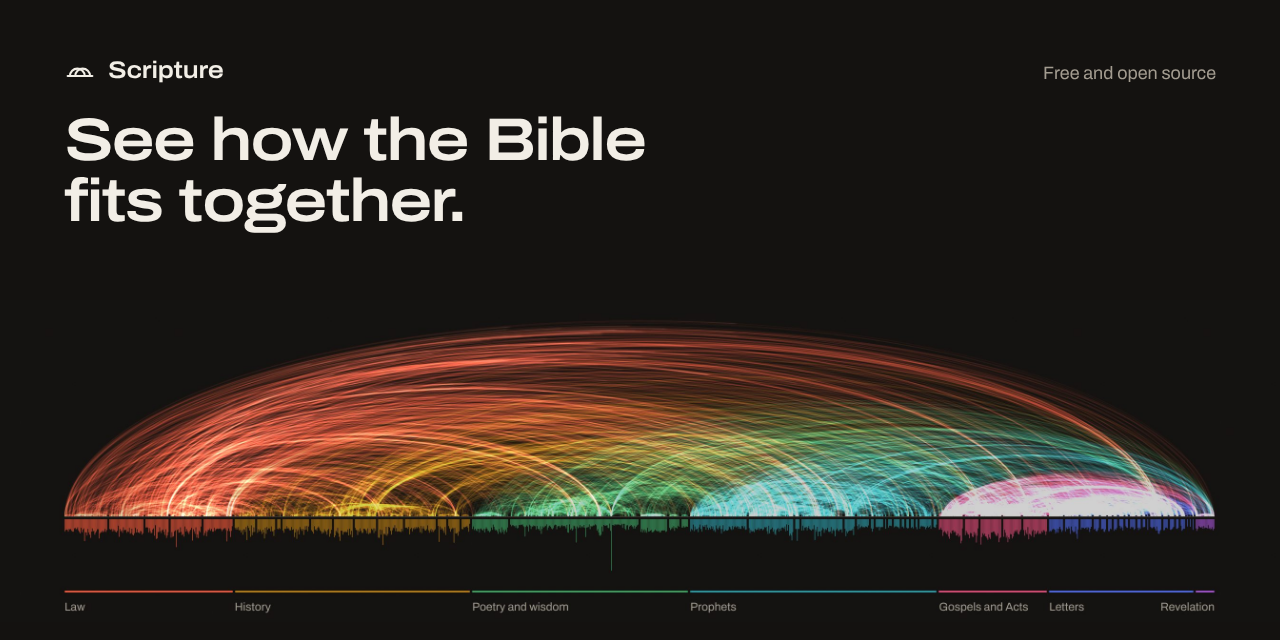 Scripture
Free and open source
See how the Bible
fits together.
Law
History
Poetry and wisdom
Prophets
Gospels and Acts
Letters
Revelation